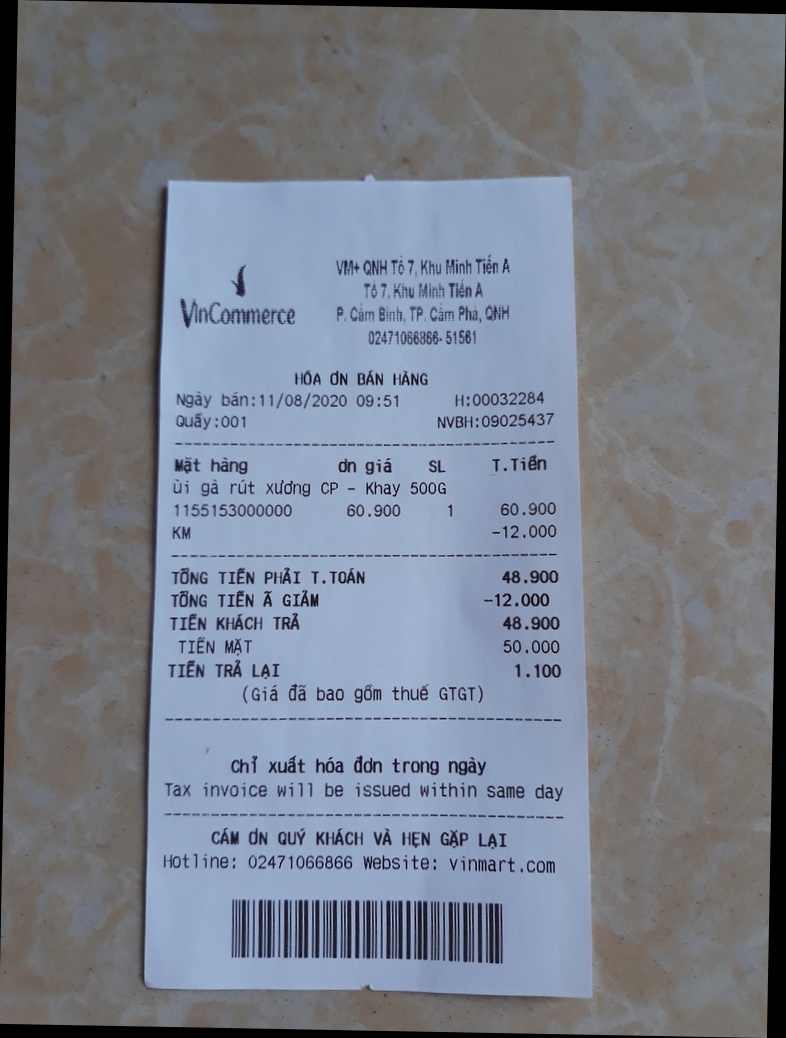 VinCommerce
VM+ QNH Tổ 7, Khu Minh Tiến A
Tổ 7, Khu Minh Tiến A
P. Cẩm Bình, TP. Cẩm Phả, QNH
02471066866-51561
HÓA ƠN BÁN HÀNG
Ngày bán:11/08/2020 09:51 H:00032284
Quầy:001 NVBH:09025437
Mặt hàng ơn giá SL T.Tiền
ùi gà rút xương CP - Khay 500G
1155153000000 60.900 1 60.900
KM -12.000
TỔNG TIỀN PHẢI T.TOÁN 48.900
TỔNG TIỀN Ã GIẢM -12.000
TIỀN KHÁCH TRẢ 48.900
TIỀN MẶT 50.000
TIỀN TRẢ LẠI 1.100
(Giá đã bao gồm thuế GTGT)
Chỉ xuất hóa đơn trong ngày
Tax invoice will be issued within same day
CÁM ƠN QUÝ KHÁCH VÀ HẸN GẶP LẠI
Hotline: 02471066866 Website: vinmart.com